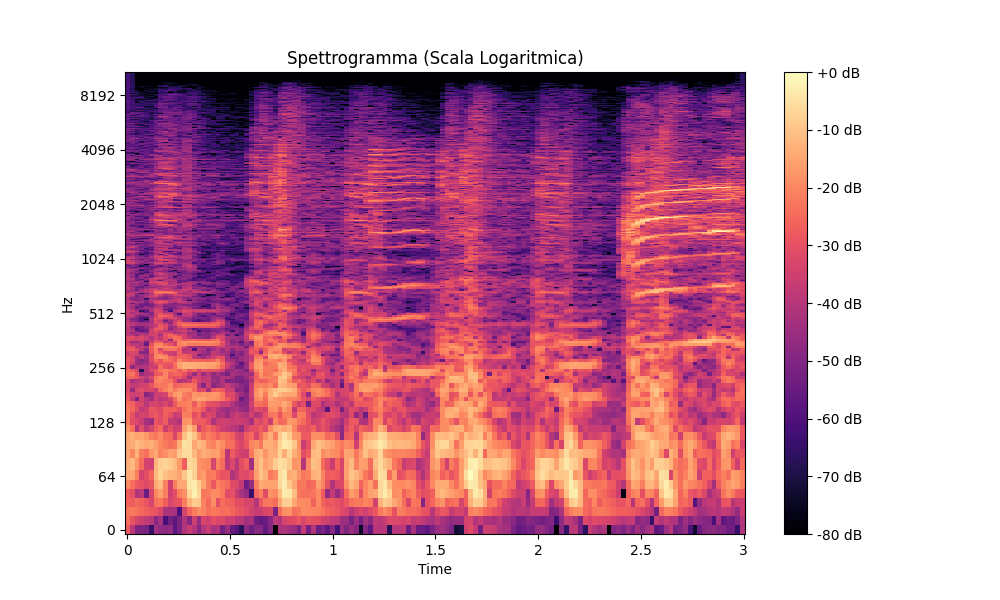 Spettrogramma (Scala Logaritmica)
Hz
8192
4096
2048
1024
512
256
128
64
0
0
0.5
1
1.5
2
2.5
3
Time
+0 dB
-10 dB
-20 dB
-30 dB
-40 dB
-50 dB
-60 dB
-70 dB
-80 dB